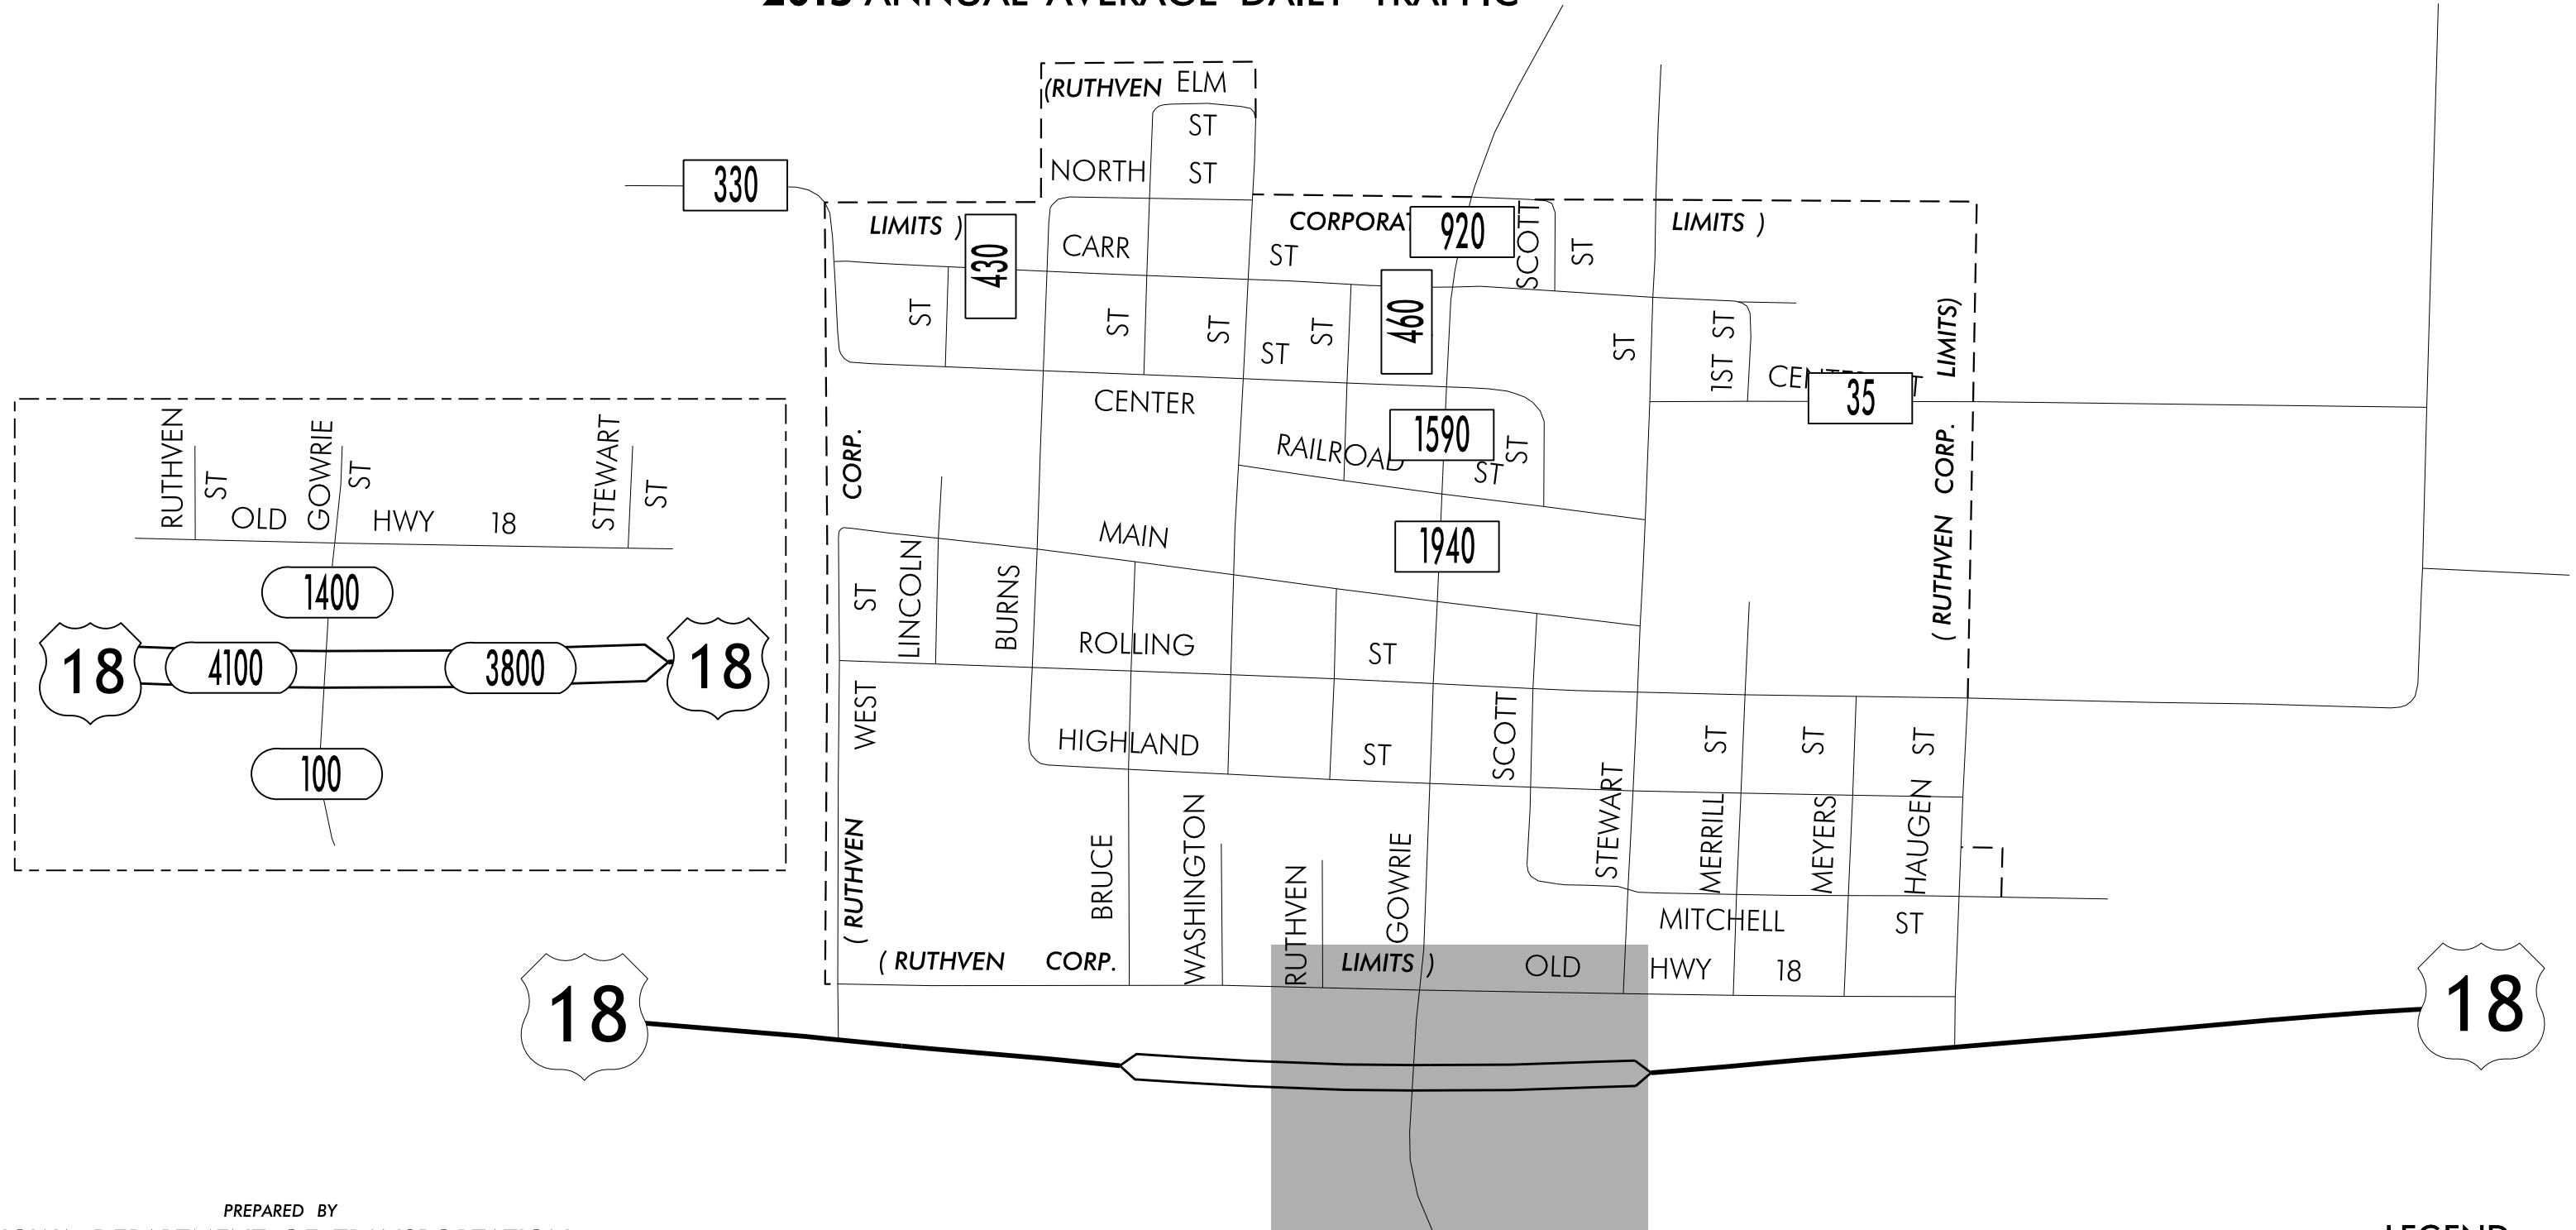 2015 ANNUAL AVERAGE DAILY TRAFFIC
(RUTHVEN ELM
ST
NORTH ST
330
LIMITS )
430
CARR ST
920
SCOTT ST
LIMITS )
ST
ST
ST
ST
ST
460
ST
1ST ST
LIMITS)
35
CENTER
CORP.
RAILROAD ST
1590
ST
( RUTHVEN CORP.
MAIN
1940
RUTHVEN ST
GOWRIE ST
STEWART ST
OLD HWY 18
1400
18
4100
3800
18
100
WEST ST
LINCOLN
BURNS
ROLLING ST
HIGHLAND ST
SCOTT
STEWART
MERRILL ST
MEYERS ST
HAUGEN ST
( RUTHVEN
BRUCE
WASHINGTON
RUTHVEN
GOWRIE
MITCHELL ST
( RUTHVEN CORP. LIMITS )
OLD HWY 18
18
18
PREPARED BY
LEGEND